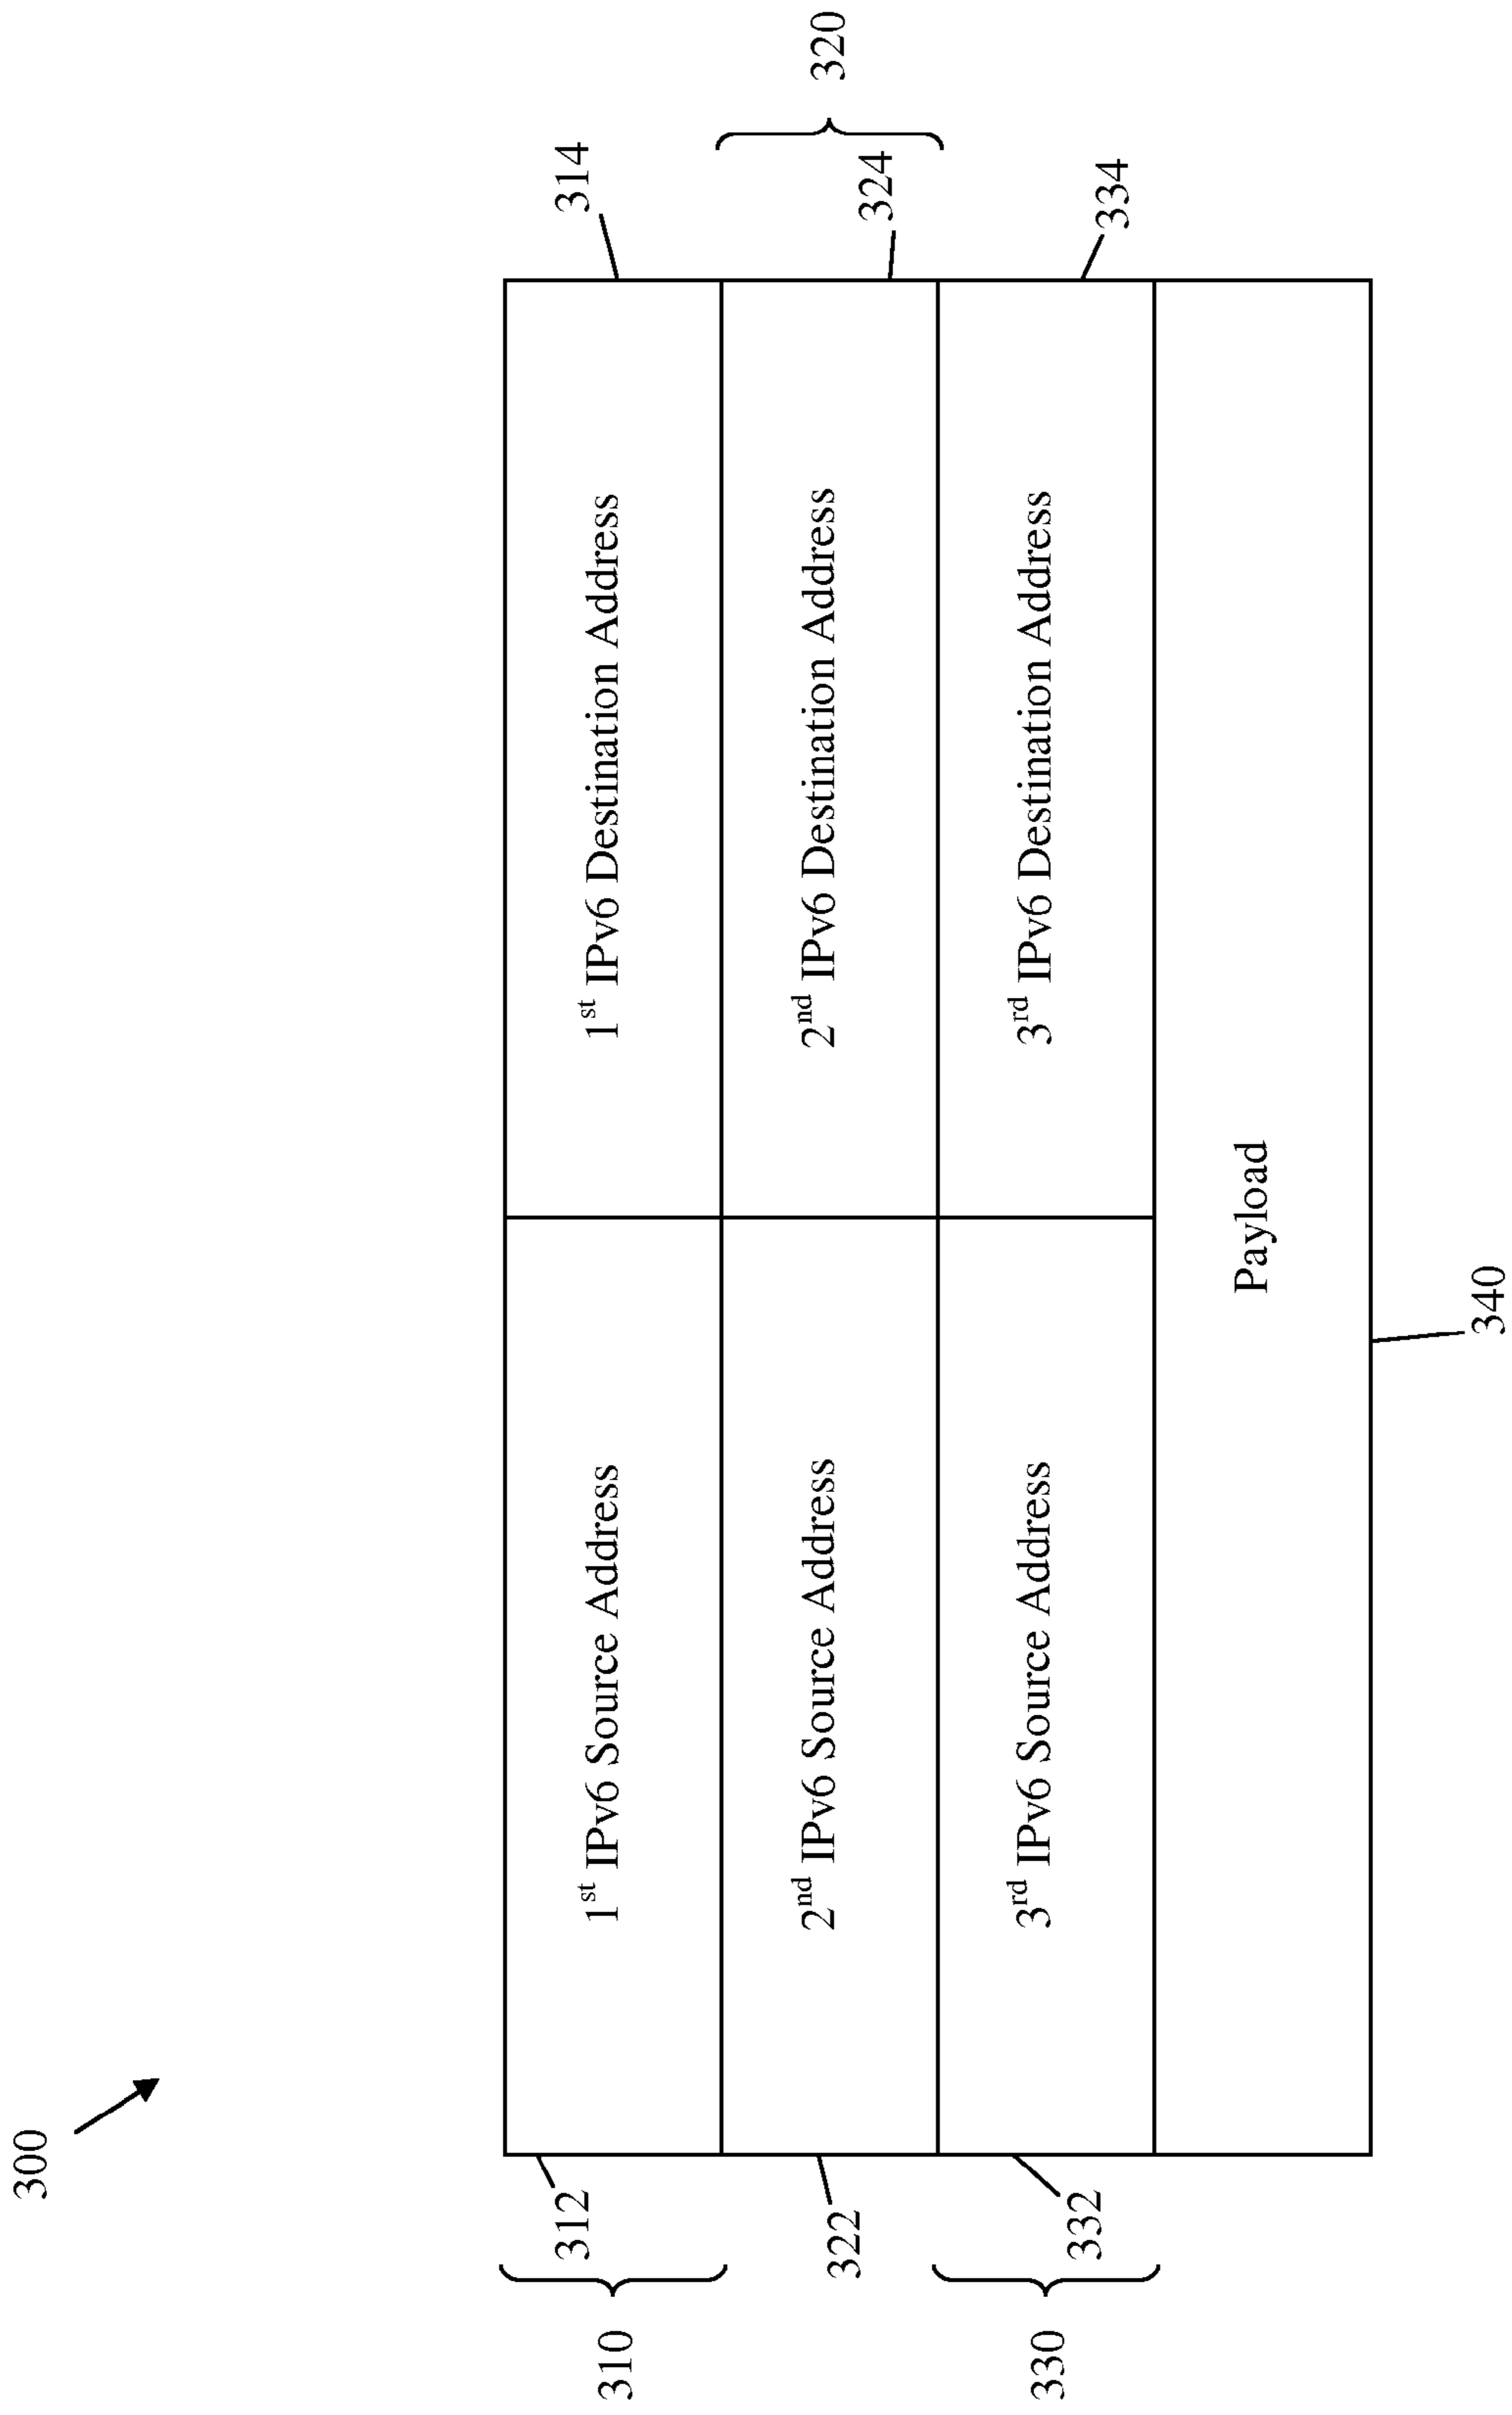 300
310
312
1st IPv6 Source Address
1st IPv6 Destination Address
314
322
2nd IPv6 Source Address
2nd IPv6 Destination Address
324
320
330
332
3rd IPv6 Source Address
3rd IPv6 Destination Address
334
Payload
340